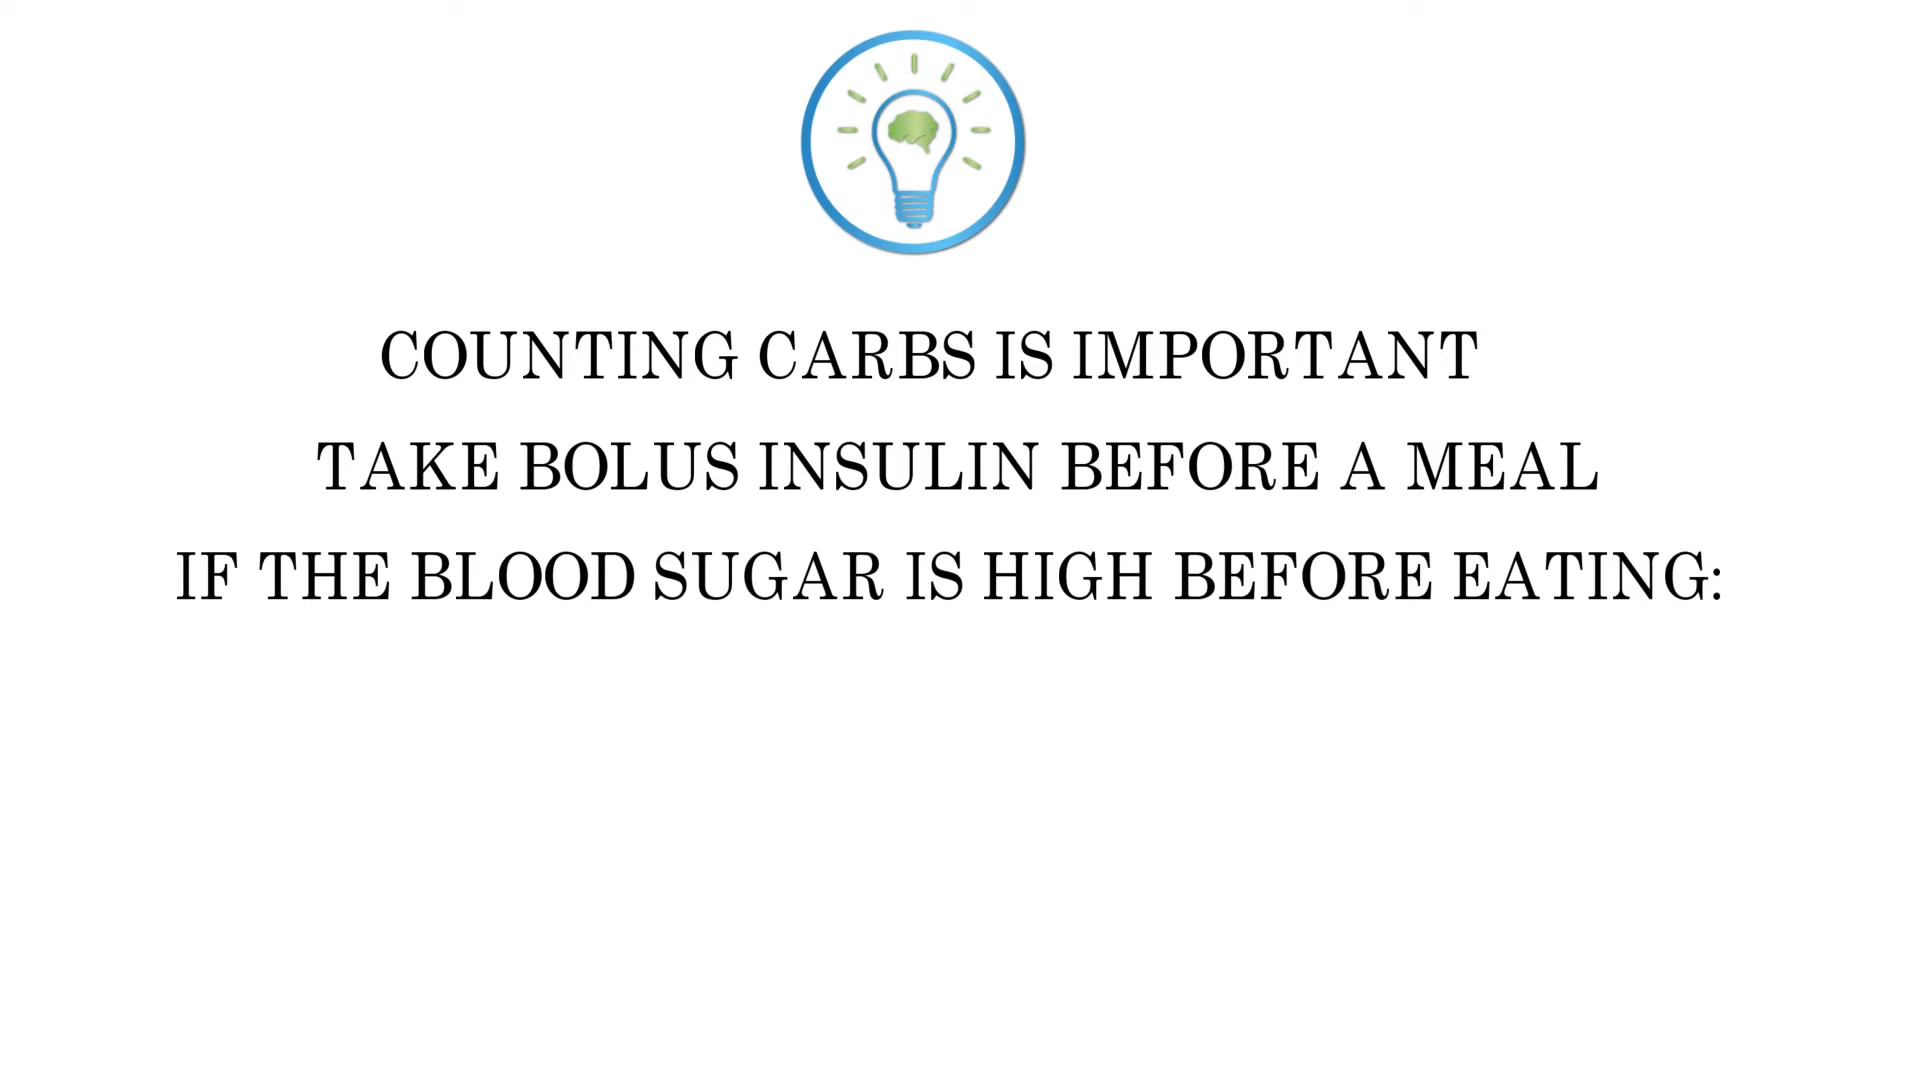 COUNTING CARBS IS IMPORTANT
TAKE BOLUS INSULIN BEFORE A MEAL
IF THE BLOOD SUGAR IS HIGH BEFORE EATING: